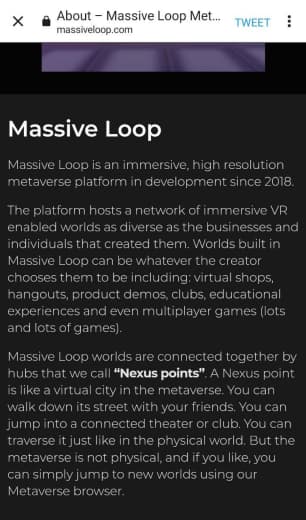 About – Massive Loop Met...
massiveloop.com
TWEET
Massive Loop
Massive Loop is an immersive, high resolution
metaverse platform in development since 2018.
The platform hosts a network of immersive VR
enabled worlds as diverse as the businesses and
individuals that created them. Worlds built in
Massive Loop can be whatever the creator
chooses them to be including: virtual shops,
hangouts, product demos, clubs, educational
experiences and even multiplayer games (lots
and lots of games).
Massive Loop worlds are connected together by
hubs that we call “Nexus points”. A Nexus point
is like a virtual city in the metaverse. You can
walk down its street with your friends. You can
jump into a connected theater or club. You can
traverse it just like in the physical world. But the
metaverse is not physical, and if you like, you
can simply jump to new worlds using our
Metaverse browser.